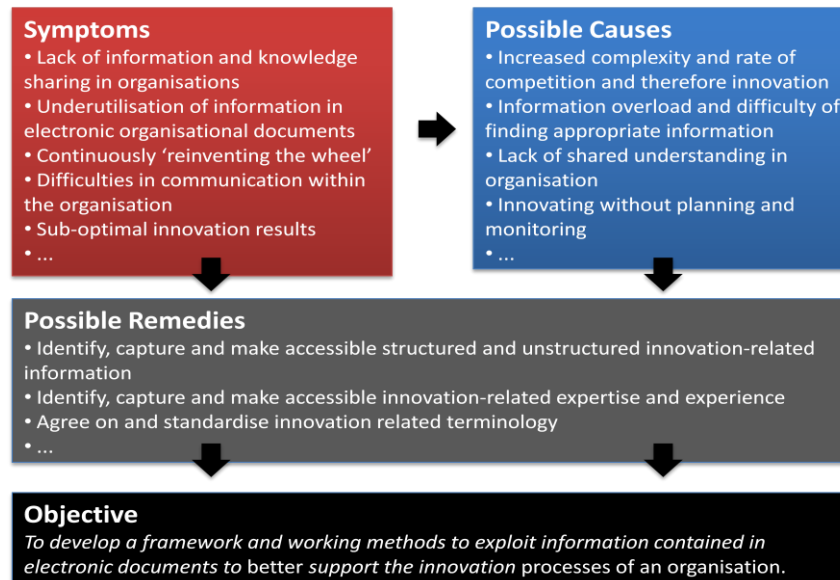 Symptoms
• Lack of information and knowledge
sharing in organisations
• Underutilisation of information in
electronic organisational documents
• Continuously ‘reinventing the wheel’
• Difficulties in communication within
the organisation
• Sub-optimal innovation results
• ...
Possible Causes
• Increased complexity and rate of
competition and therefore innovation
• Information overload and difficulty of
finding appropriate information
• Lack of shared understanding in
organisation
• Innovating without planning and
monitoring
• ...
Possible Remedies
• Identify, capture and make accessible structured and unstructured innovation-related
information
• Identify, capture and make accessible innovation-related expertise and experience
• Agree on and standardise innovation related terminology
• ...
Objective
To develop a framework and working methods to exploit information contained in
electronic documents to better support the innovation processes of an organisation.